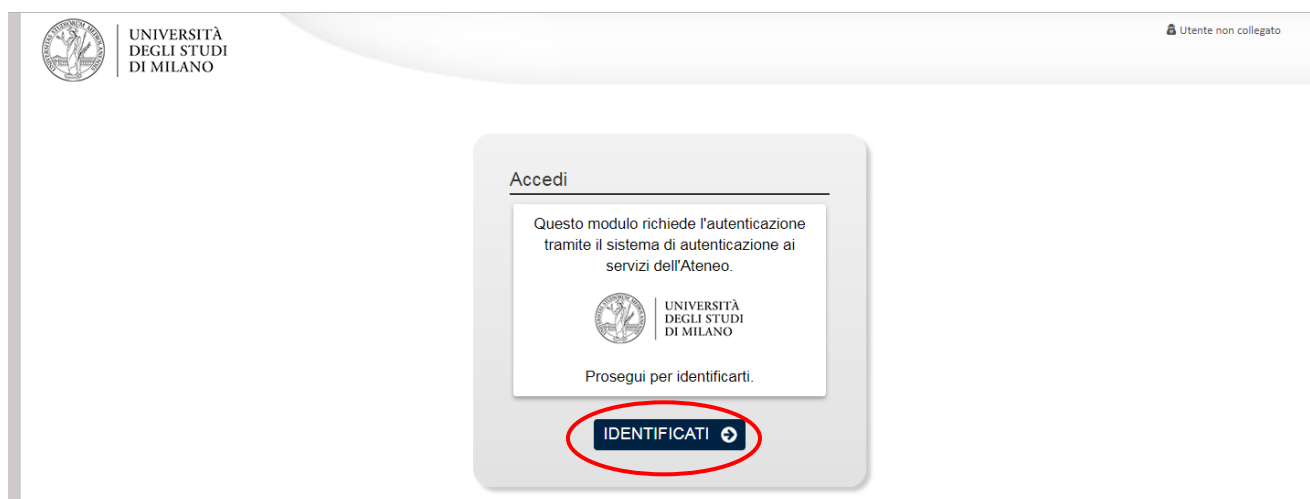 UNIVERSITÀ
DEGLI STUDI
DI MILANO
Utente non collegato
Accedi
Questo modulo richiede l'autenticazione
tramite il sistema di autenticazione ai
servizi dell'Ateneo.
UNIVERSITÀ
DEGLI STUDI
DI MILANO
Prosegui per identificarti.
IDENTIFICATI